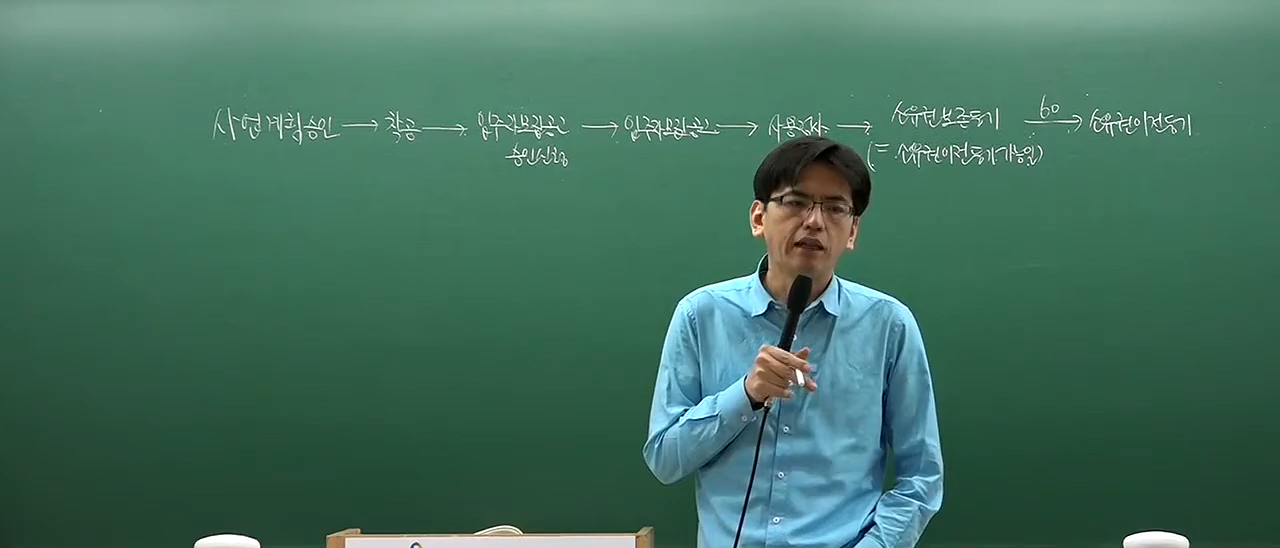 사업계획승인 → 착공 → 입주자모집공고 → 입주자모집공고 → 사용검사 → 소유권보존등기 60→ 소유권이전등기
승인신청 (= 소유권이전등기가능일)